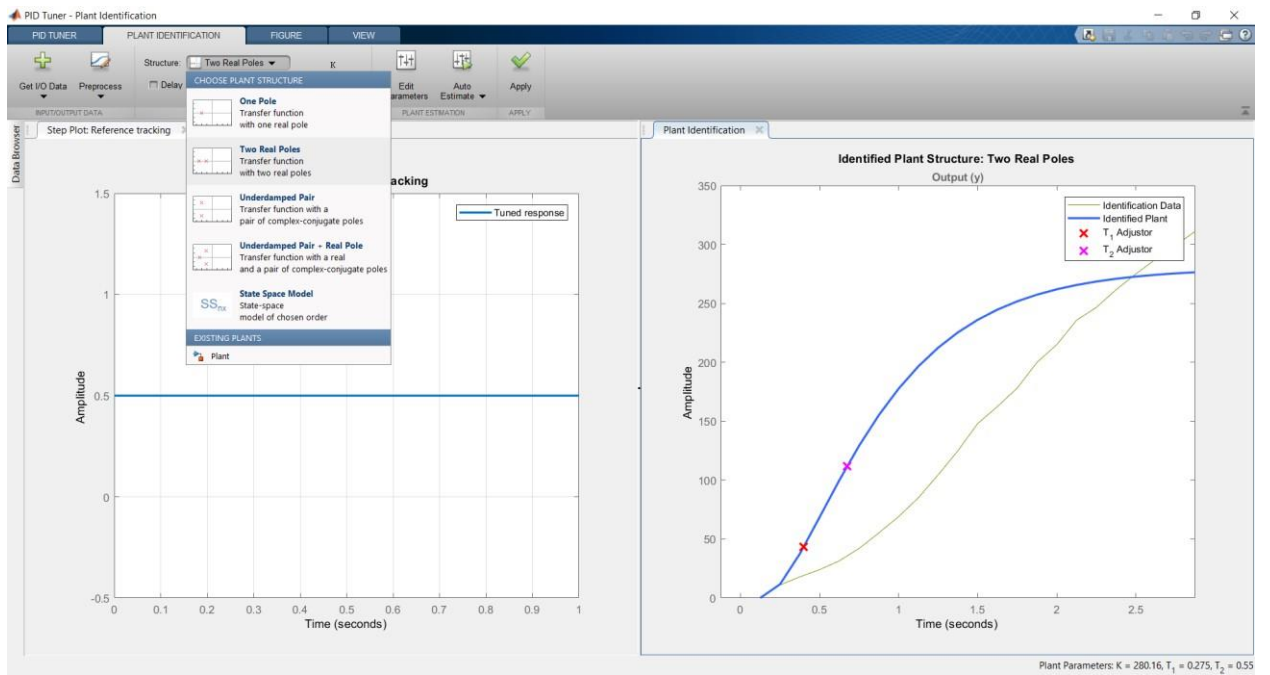 PID Tuner - Plant Identification
PID TUNER
PLANT IDENTIFICATION
FIGURE
VIEW
Get I/O Data
Preprocess
INPUT/OUTPUT DATA
Structure:
Two Real Poles
Delay
K
Edit
arameters
Auto
Estimate
PLANT ESTIMATION
Apply
APPLY
CHOOSE PLANT STRUCTURE
One Pole
Transfer function
with one real pole
Two Real Poles
Transfer function
with two real poles
Underdamped Pair
Transfer function with a
pair of complex-conjugate poles
Underdamped Pair + Real Pole
Transfer function with a real
and a pair of complex-conjugate poles
SSnx
State Space Model
State-space
model of chosen order
EXISTING PLANTS
Plant
Data Browser
Step Plot: Reference tracking
acking
Tuned response
1.5
1
0.5
0
-0.5
Amplitude
0 0.1 0.2 0.3 0.4 0.5 0.6 0.7 0.8 0.9 1
Time (seconds)
Plant Identification
Identified Plant Structure: Two Real Poles
Output (y)
Identification Data
Identified Plant
T1 Adjustor
T2 Adjustor
350
300
250
200
150
100
50
0
Amplitude
0 0.5 1 1.5 2 2.5
Time (seconds)
Plant Parameters: K = 280.16, T1 = 0.275, T2 = 0.55